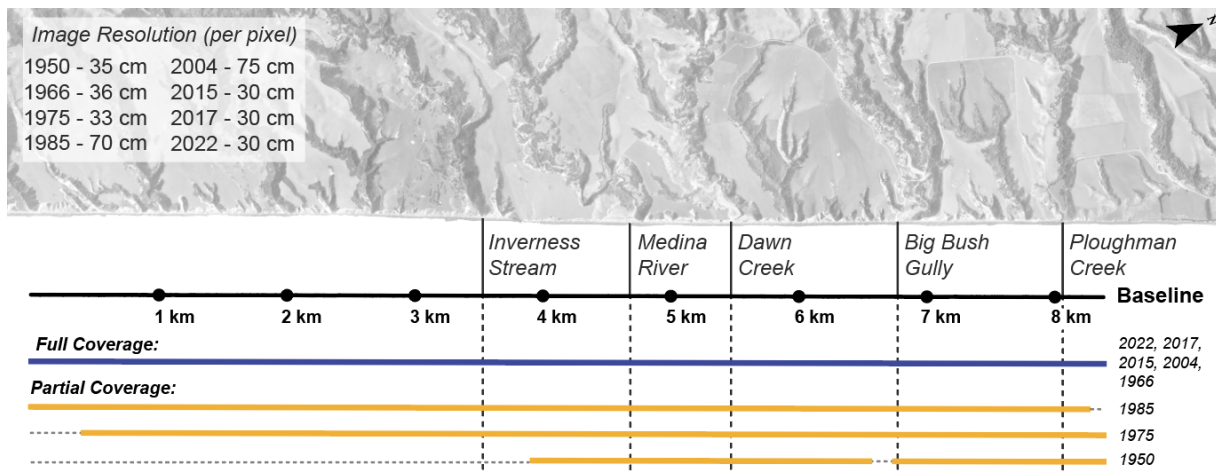 Image Resolution (per pixel)
1950 - 35 cm 2004 - 75 cm
1966 - 36 cm 2015 - 30 cm
1975 - 33 cm 2017 - 30 cm
1985 - 70 cm 2022 - 30 cm
N
Inverness
Stream
Medina
River
Dawn
Creek
Big Bush
Gully
Ploughman
Creek
Baseline
1 km 2 km 3 km 4 km 5 km 6 km 7 km 8 km
Full Coverage:
2022, 2017,
2015, 2004,
1966
Partial Coverage:
1985
1975
1950